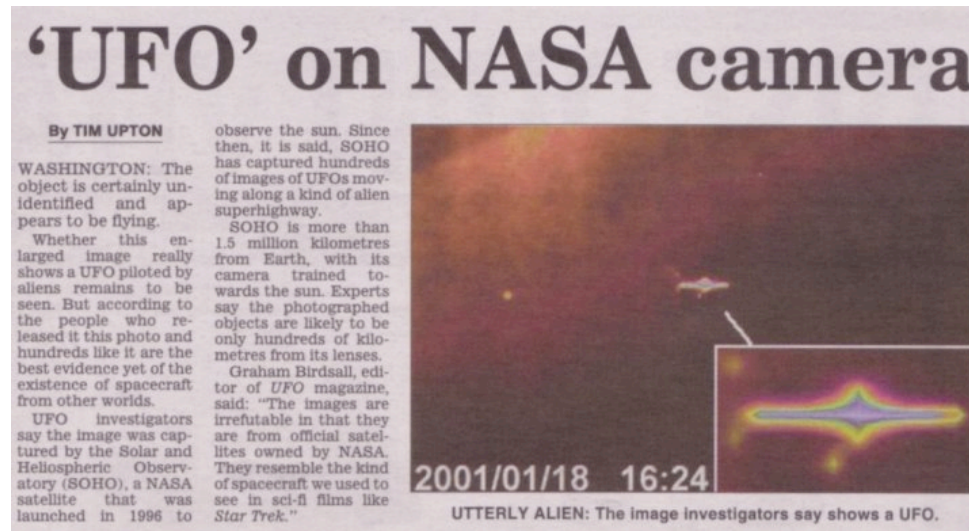 'UFO' on NASA camera
By TIM UPTON
WASHINGTON: The
object is certainly un-
identified and ap-
pears to be flying.
Whether this en-
larged image really
shows a UFO piloted by
aliens remains to be
seen. But according to
the people who re-
leased it this photo and
hundreds like it are the
best evidence yet of the
existence of spacecraft
from other worlds.
UFO investigators
say the image was cap-
tured by the Solar and
Heliospheric Observ-
atory (SOHO), a NASA
satellite that was
launched in 1996 to
observe the sun. Since
then, it is said, SOHO
has captured hundreds
of images of UFOs mov-
ing along a kind of alien
superhighway.
SOHO is more than
1.5 million kilometres
from Earth, with its
camera trained to-
wards the sun. Experts
say the photographed
objects are likely to be
only hundreds of kilo-
metres from its lenses.
Graham Birdsall, edi-
tor of UFO magazine,
said: "The images are
irrefutable in that they
are from official satel-
lites owned by NASA.
They resemble the kind
of spacecraft we used to
see in sci-fi films like
Star Trek."
2001/01/18 16:24
UTTERLY ALIEN: The image investigators say shows a UFO.